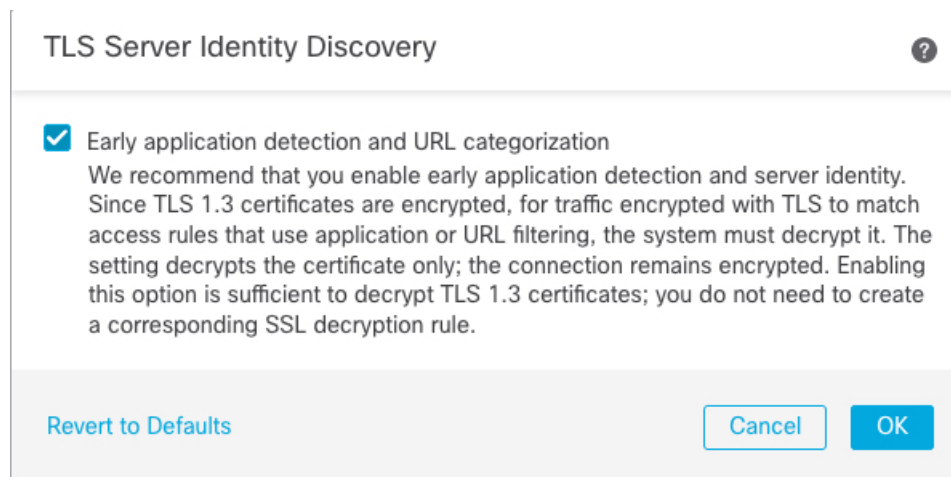 TLS Server Identity Discovery
?
Early application detection and URL categorization
We recommend that you enable early application detection and server identity.
Since TLS 1.3 certificates are encrypted, for traffic encrypted with TLS to match
access rules that use application or URL filtering, the system must decrypt it. The
setting decrypts the certificate only; the connection remains encrypted. Enabling
this option is sufficient to decrypt TLS 1.3 certificates; you do not need to create
a corresponding SSL decryption rule.
Revert to Defaults
Cancel
OK